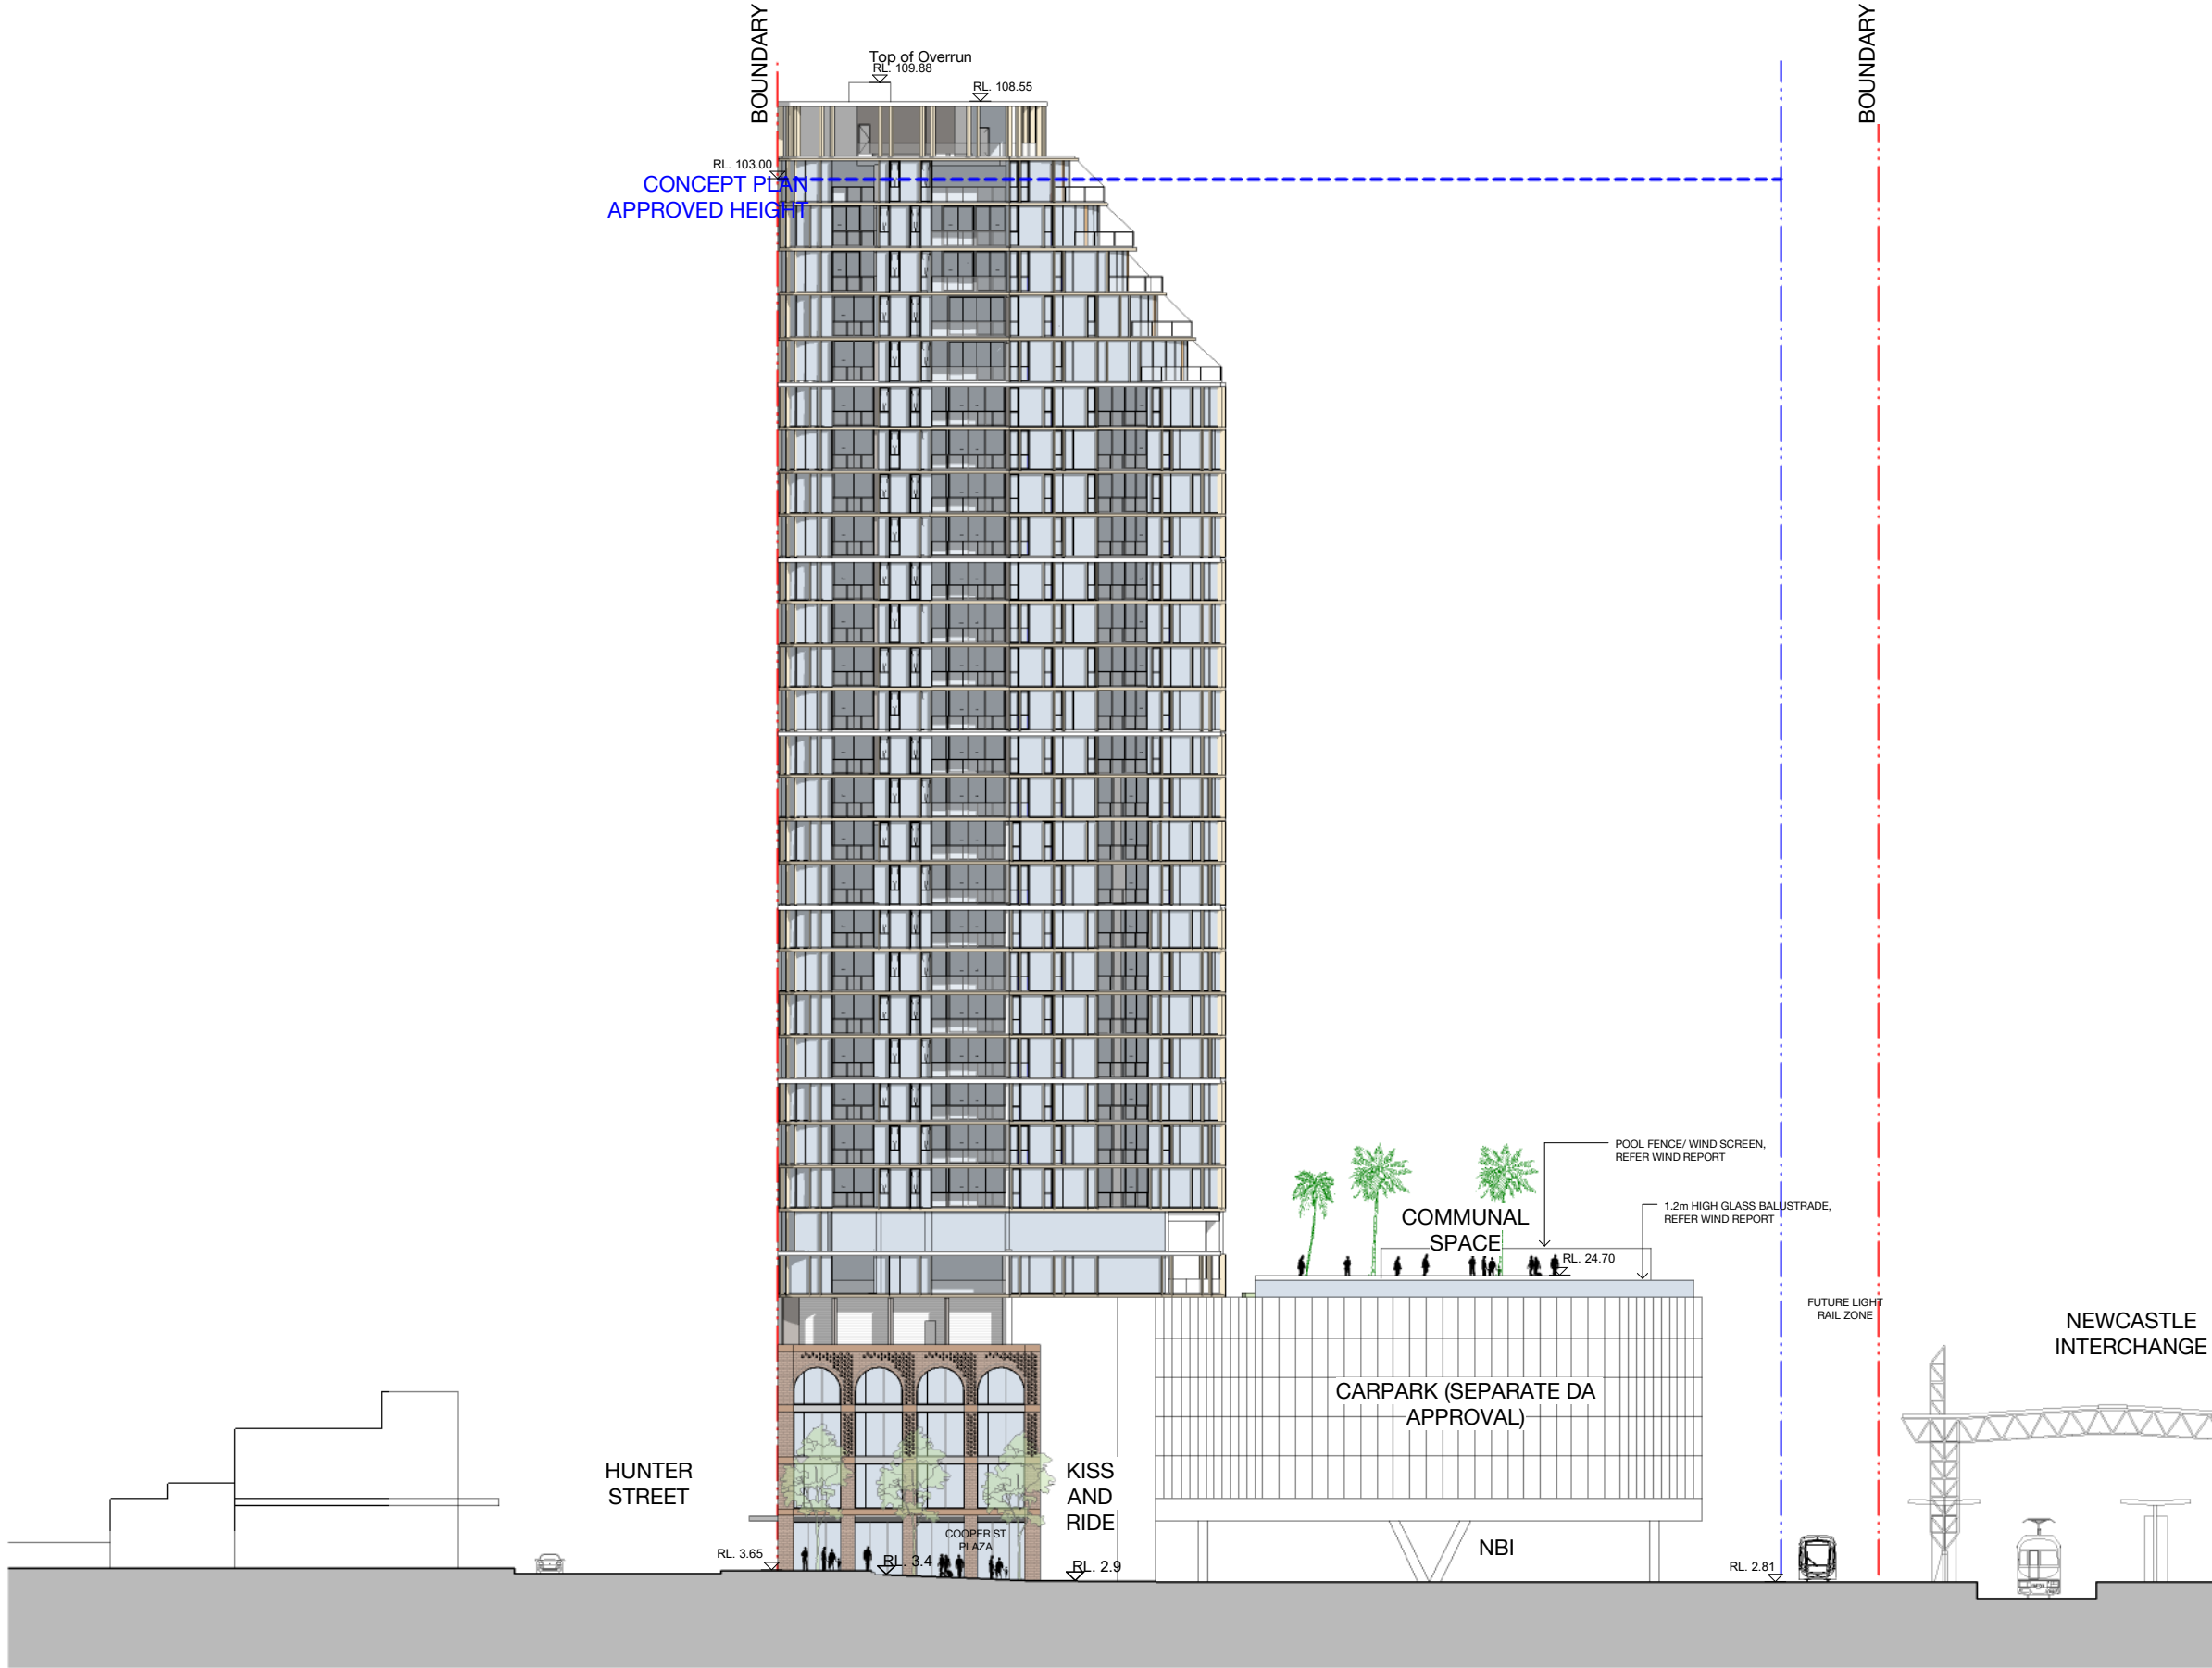 BOUNDARY
BOUNDARY
Top of Overrun
RL. 109.88
RL. 108.55
RL. 103.00
CONCEPT PLAN
APPROVED HEIGHT
POOL FENCE/ WIND SCREEN,
REFER WIND REPORT
1.2m HIGH GLASS BALUSTRADE,
REFER WIND REPORT
COMMUNAL
SPACE
RL. 24.70
FUTURE LIGHT
RAIL ZONE
NEWCASTLE
INTERCHANGE
CARPARK (SEPARATE DA
APPROVAL)
HUNTER
STREET
KISS
AND
RIDE
COOPER ST
PLAZA
NBI
RL. 3.65
RL. 3.4
RL. 2.9
RL. 2.81